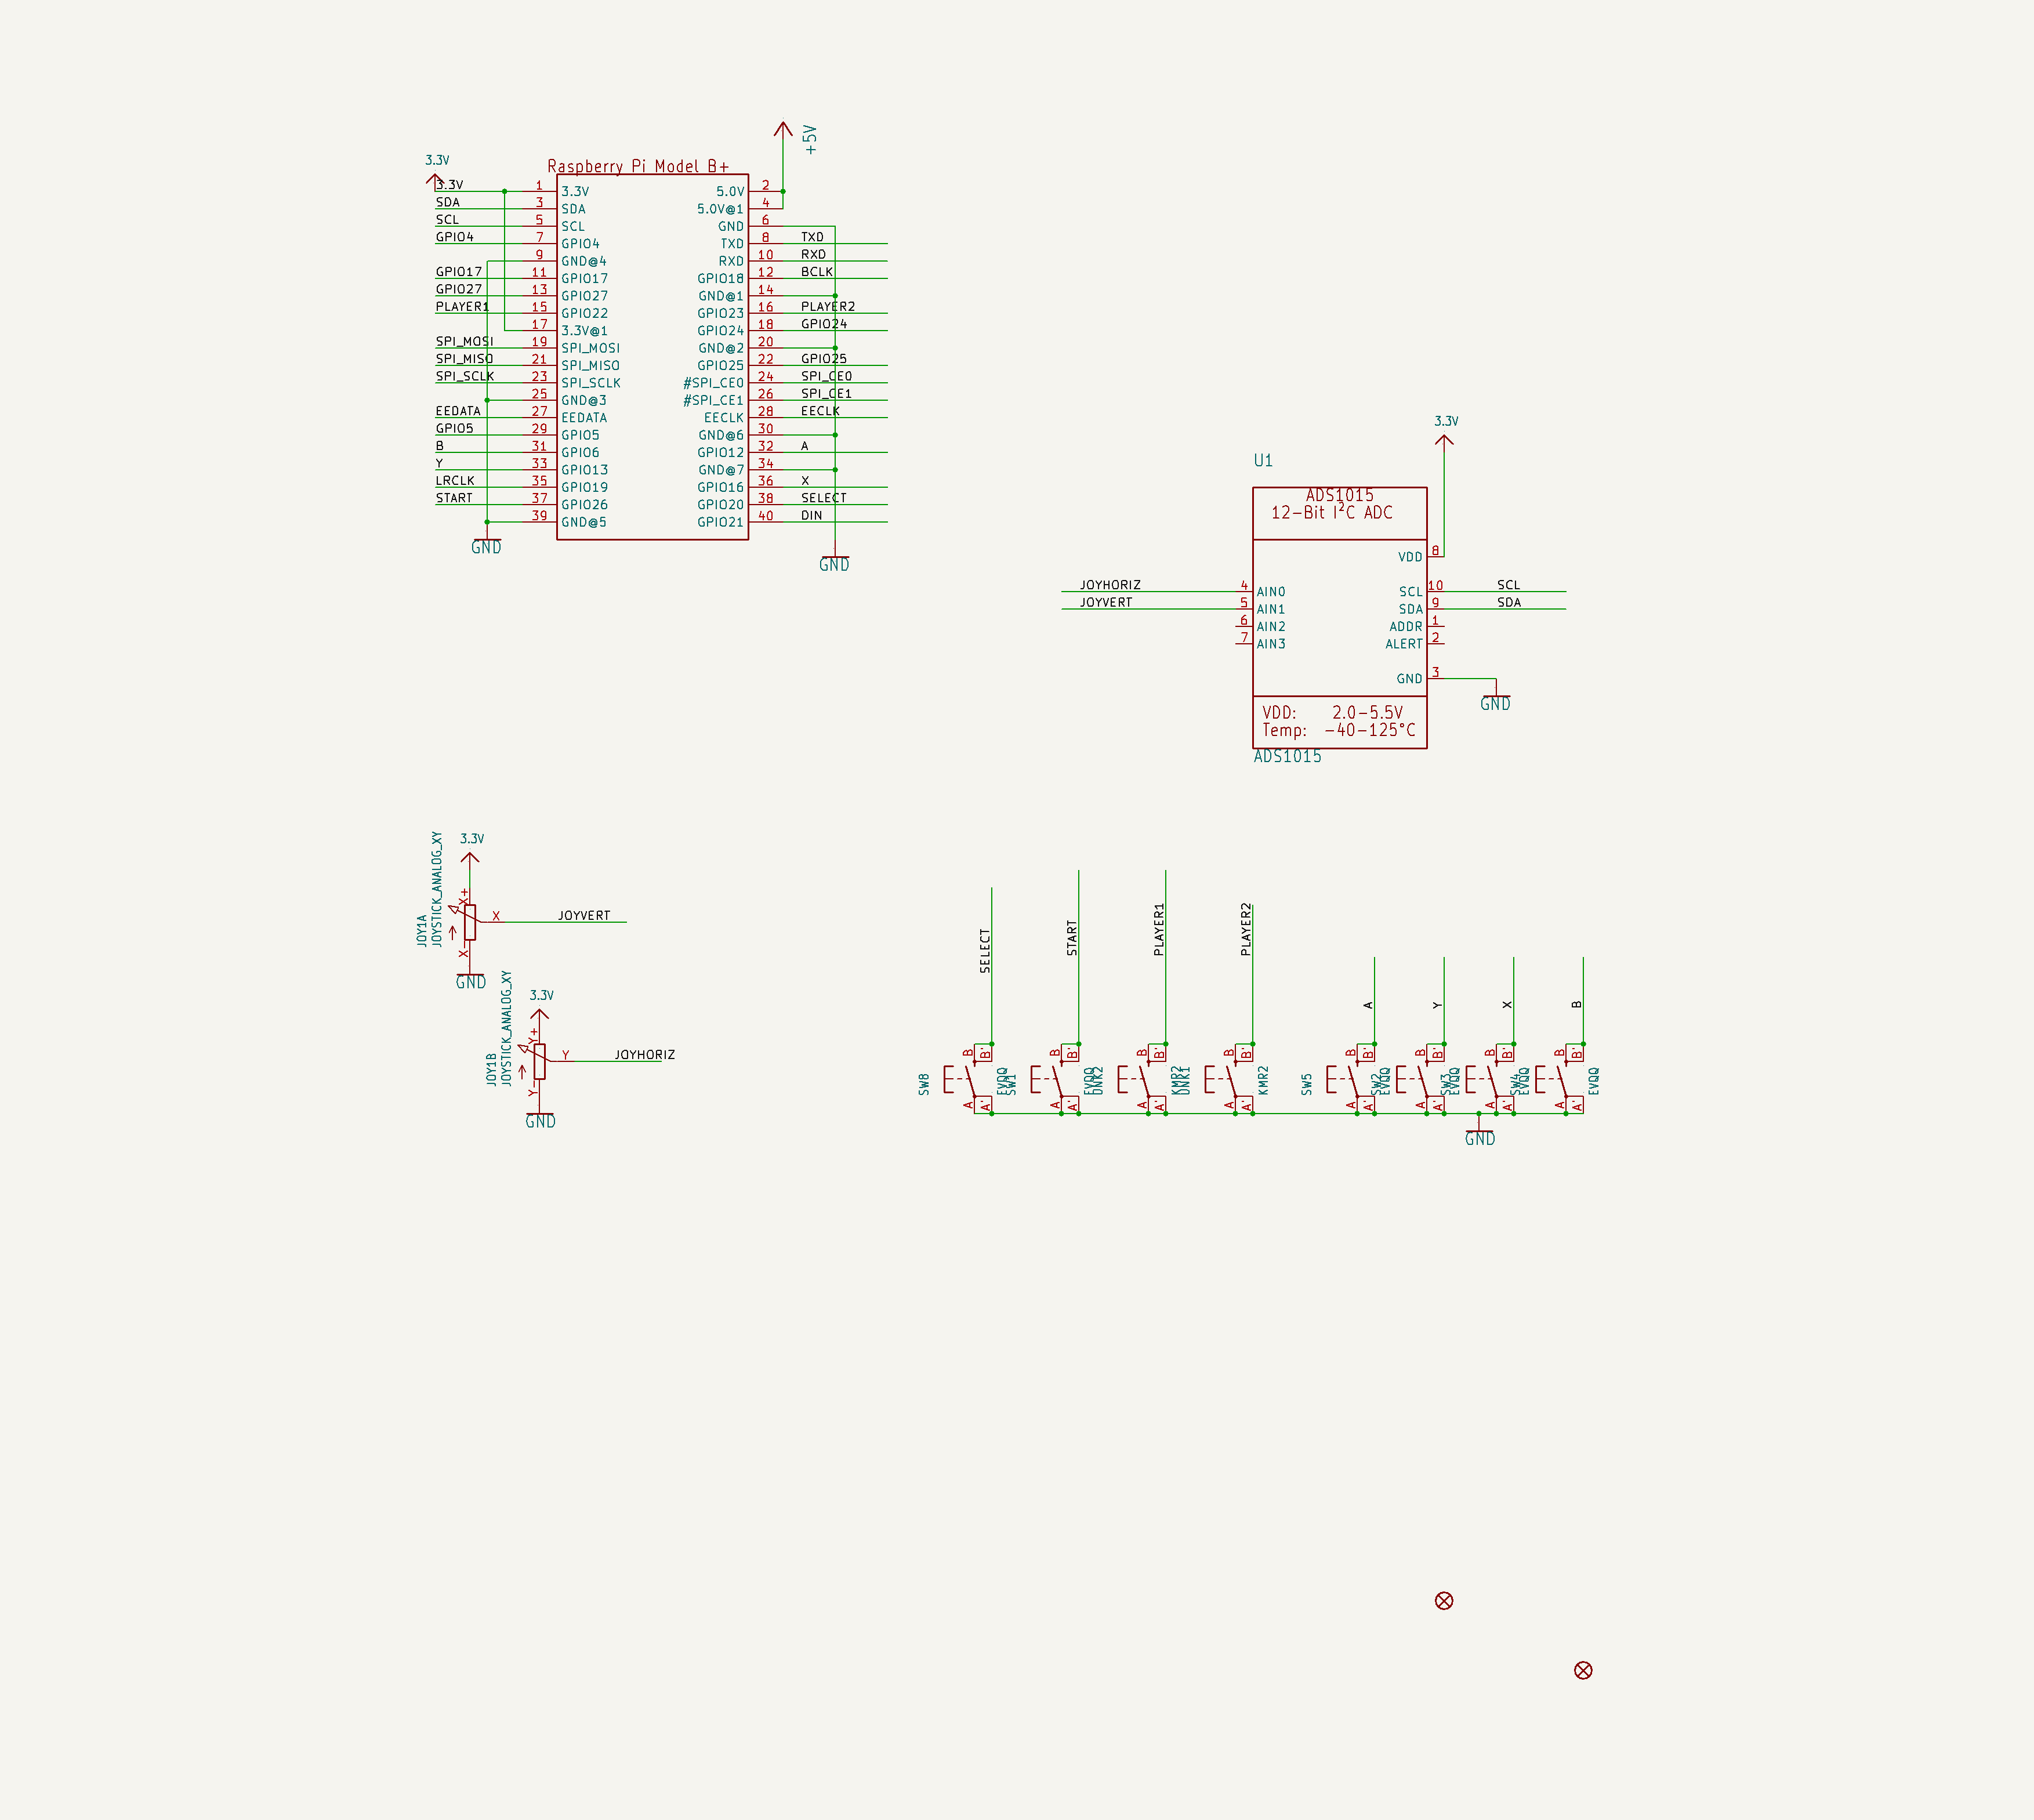 +5V
3.3V
Raspberry Pi Model B+
3.3V 1 3.3V 5.0V 2
SDA 3 SDA 5.0V@1 4
SCL 5 SCL GND 6
GPIO4 7 GPIO4 TXD 8 TXD
9 GND@4 RXD 10 RXD
GPIO17 11 GPIO17 GPIO18 12 BCLK
GPIO27 13 GPIO27 GND@1 14
PLAYER1 15 GPIO22 GPIO23 16 PLAYER2
17 3.3V@1 GPIO24 18 GPIO24
SPI_MOSI 19 SPI_MOSI GND@2 20
SPI_MISO 21 SPI_MISO GPIO25 22 GPIO25
SPI_SCLK 23 SPI_SCLK #SPI_CE0 24 SPI_CE0
25 GND@3 #SPI_CE1 26 SPI_CE1
EEDATA 27 EEDATA EECLK 28 EECLK
GPIO5 29 GPIO5 GND@6 30
B 31 GPIO6 GPIO12 32 A
Y 33 GPIO13 GND@7 34
LRCLK 35 GPIO19 GPIO16 36 X
START 37 GPIO26 GPIO20 38 SELECT
39 GND@5 GPIO21 40 DIN
GND
GND
3.3V
U1
ADS1015
12-Bit I²C ADC
VDD 8
JOYHORIZ 4 AIN0 SCL 10 SCL
JOYVERT 5 AIN1 SDA 9 SDA
6 AIN2 ADDR 1
7 AIN3 ALERT 2
GND 3
GND
VDD: 2.0-5.5V
Temp: -40-125°C
ADS1015
3.3V
JOY1A
JOYSTICK_ANALOG_XY
X+
X JOYVERT
X-
GND
3.3V
JOY1B
JOYSTICK_ANALOG_XY
Y+
Y JOYHORIZ
Y-
GND
SELECT START PLAYER1 PLAYER2 A Y X B
B B' B B' B B' B B' B B' B B' B B' B B'
SW8 EVQQ SW1 EVQQ UNK2 KMR2 UNK1 KMR2 SW5 EVQQ SW2 EVQQ SW3 EVQQ SW4 EVQQ
A A' A A' A A' A A' A A' A A' A A' A A'
GND